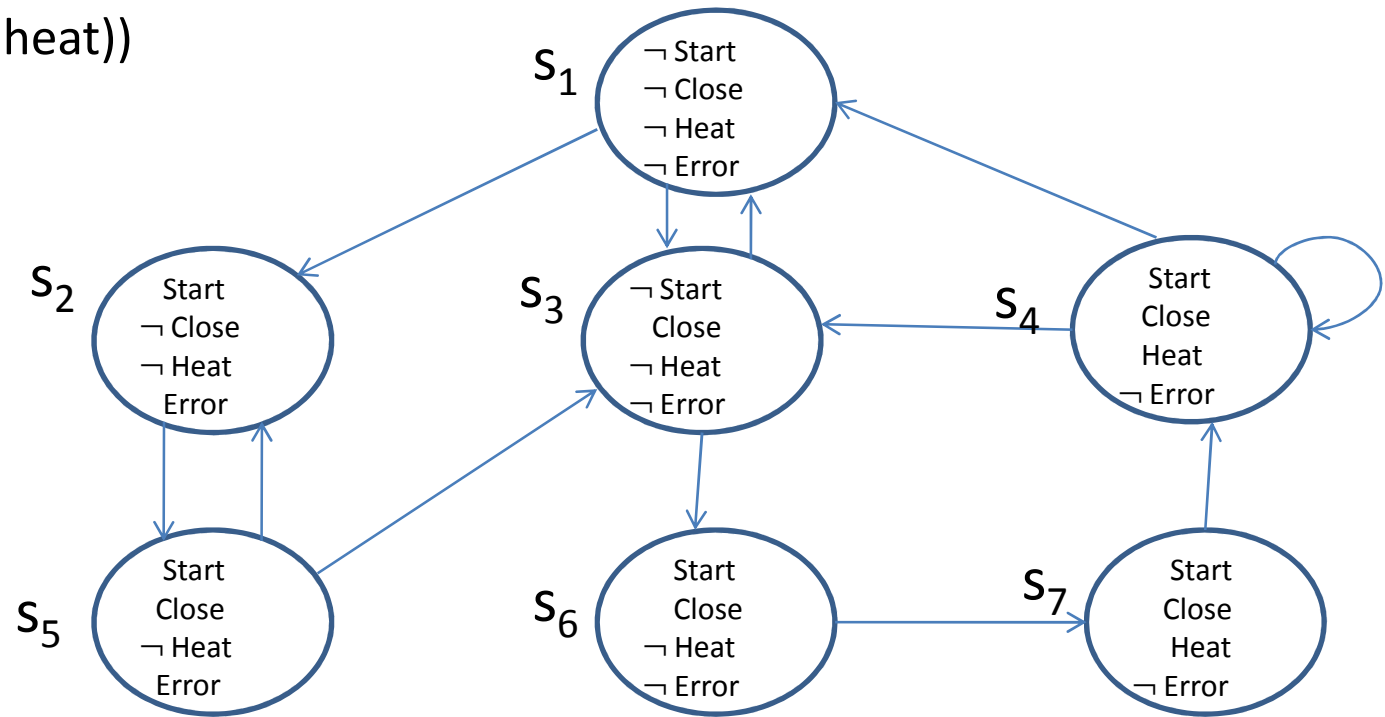 heat))
s1
¬ Start
¬ Close
¬ Heat
¬ Error
s2
Start
¬ Close
¬ Heat
Error
s3
¬ Start
Close
¬ Heat
¬ Error
s4
Start
Close
Heat
¬ Error
s5
Start
Close
¬ Heat
Error
s6
Start
Close
¬ Heat
¬ Error
s7
Start
Close
Heat
¬ Error